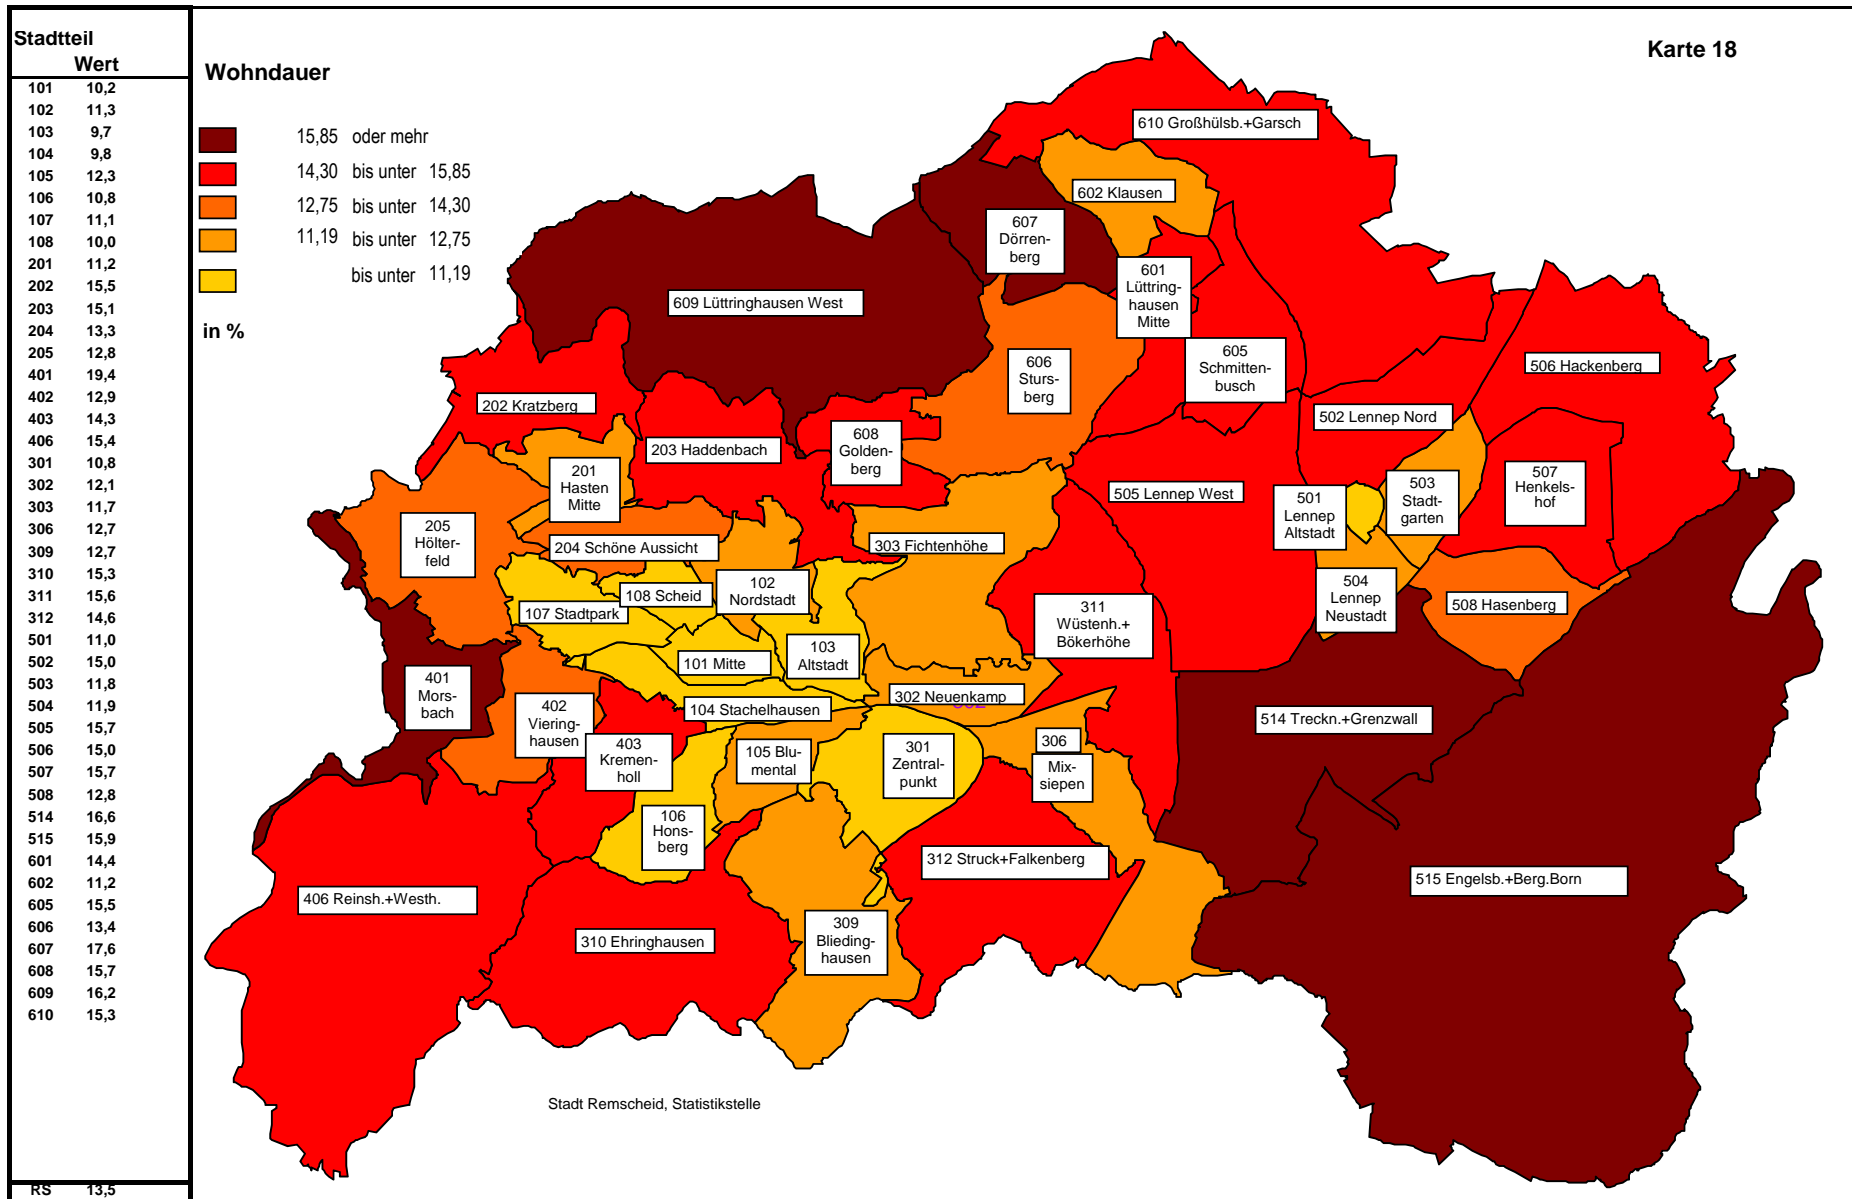 Stadtteil
Wert
101 10,2
102 11,3
103 9,7
104 9,8
105 12,3
106 10,8
107 11,1
108 10,0
201 11,2
202 15,5
203 15,1
204 13,3
205 12,8
401 19,4
402 12,9
403 14,3
406 15,4
301 10,8
302 12,1
303 11,7
306 12,7
309 12,7
310 15,3
311 15,6
312 14,6
501 11,0
502 15,0
503 11,8
504 11,9
505 15,7
506 15,0
507 15,7
508 12,8
514 16,6
515 15,9
601 14,4
602 11,2
605 15,5
606 13,4
607 17,6
608 15,7
609 16,2
610 15,3
RS 13,5
Wohndauer
15,85 oder mehr
14,30 bis unter 15,85
12,75 bis unter 14,30
11,19 bis unter 12,75
bis unter 11,19
in %
Karte 18
610 Großhülsb.+Garsch
602 Klausen
607
Dörren-
berg
601
Lüttring-
hausen
Mitte
609 Lüttringhausen West
606
Sturs-
berg
605
Schmitten-
busch
506 Hackenberg
202 Kratzberg
502 Lennep Nord
203 Haddenbach
608
Golden-
berg
201
Hasten
Mitte
505 Lennep West
501
Lennep
Altstadt
503
Stadt-
garten
507
Henkels-
hof
205
Hölter-
feld
204 Schöne Aussicht
303 Fichtenhöhe
102
Nordstadt
108 Scheid
107 Stadtpark
504
Lennep
Neustadt
508 Hasenberg
311
Wüstenh.+
Bökerhöhe
103
Altstadt
101 Mitte
401
Mors-
bach
402
Viering-
hausen
104 Stachelhausen
302 Neuenkamp
302
514 Treckn.+Grenzwall
403
Kremen-
holl
105 Blu-
mental
301
Zentral-
punkt
306
Mix-
siepen
106
Hons-
berg
312 Struck+Falkenberg
515 Engelsb.+Berg.Born
406 Reinsh.+Westh.
310 Ehringhausen
309
Blieding-
hausen
Stadt Remscheid, Statistikstelle